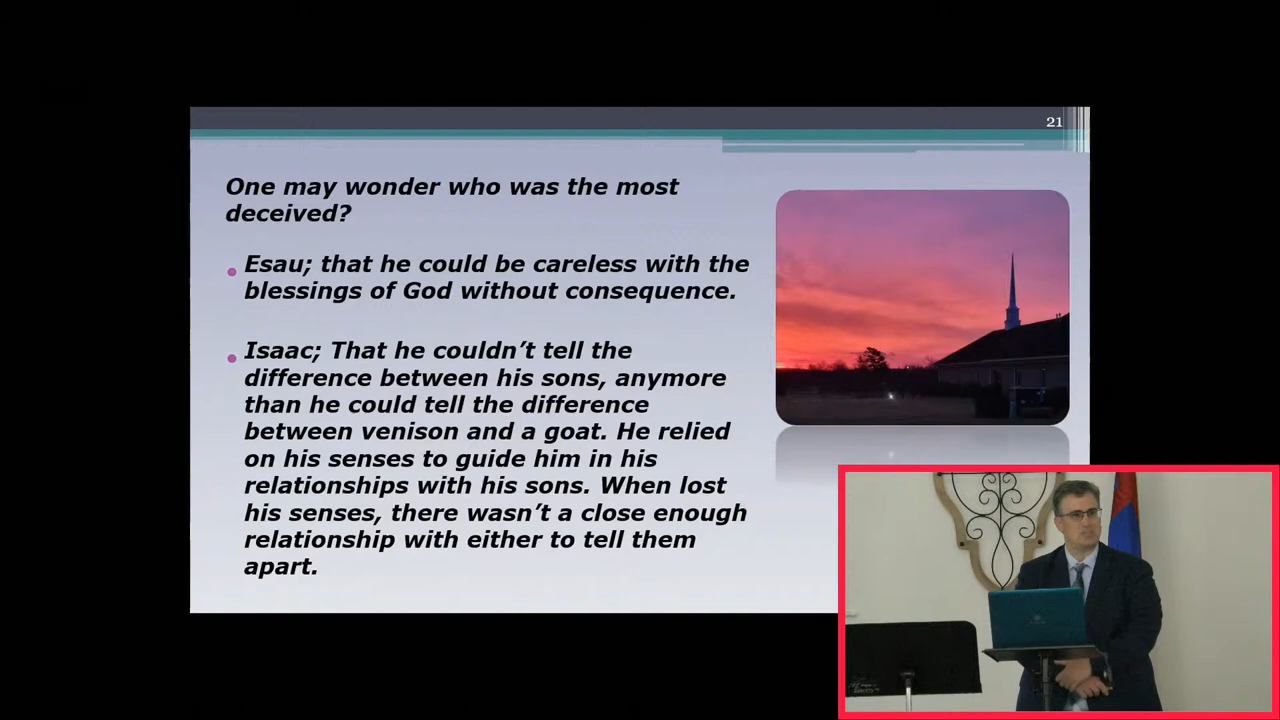 21
One may wonder who was the most
deceived?
Esau; that he could be careless with the
blessings of God without consequence.
Isaac; That he couldn't tell the
difference between his sons, anymore
than he could tell the difference
between venison and a goat. He relied
on his senses to guide him in his
relationships with his sons. When lost
his senses, there wasn't a close enough
relationship with either to tell them
apart.